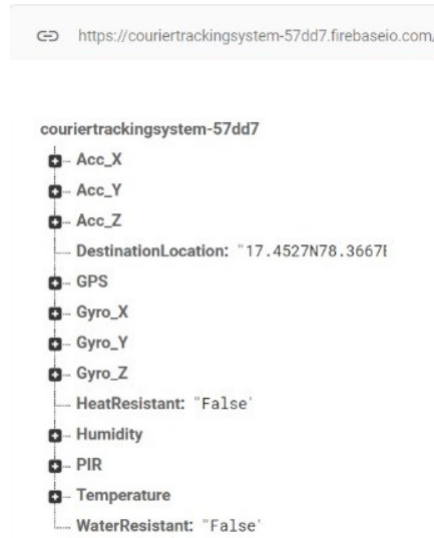 https://couriertrackingsystem-57dd7.firebaseio.com/
couriertrackingsystem-57dd7
Acc_X
Acc_Y
Acc_Z
DestinationLocation: "17.4527N78.3667E
GPS
Gyro_X
Gyro_Y
Gyro_Z
HeatResistant: "False"
Humidity
PIR
Temperature
WaterResistant: "False"